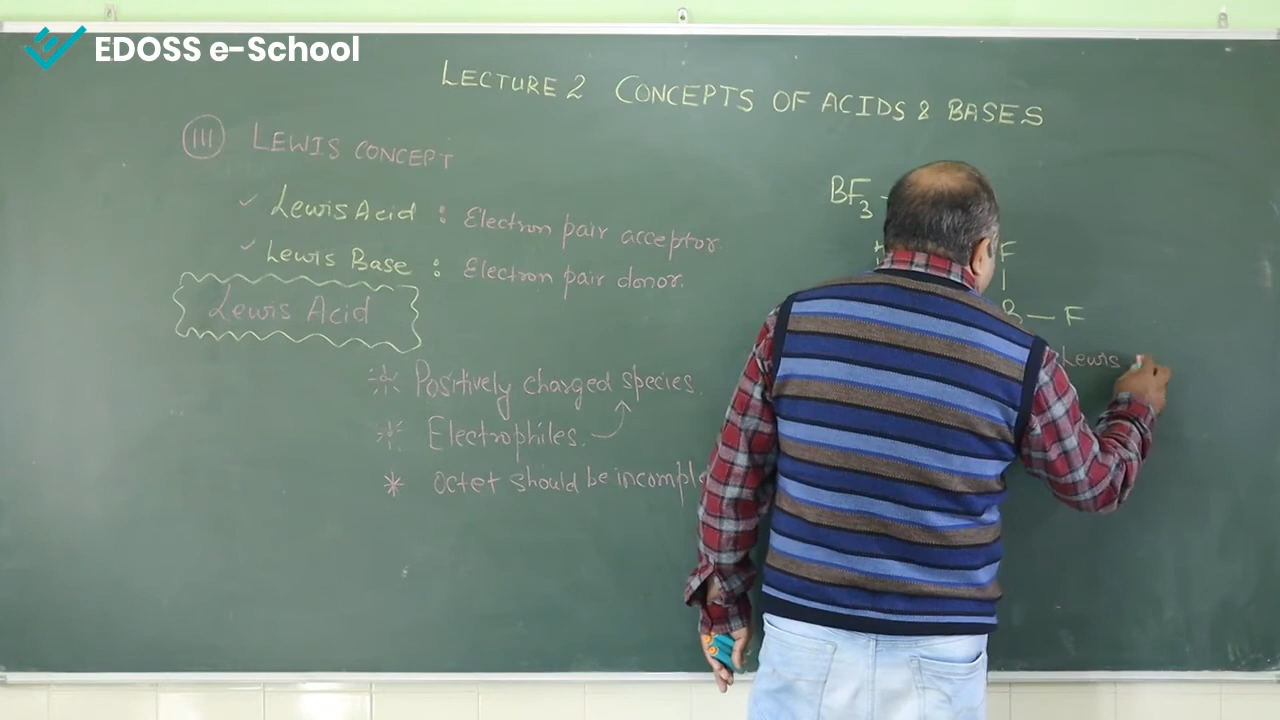 EDOSS e-School
LECTURE 2 CONCEPTS OF ACIDS & BASES
III LEWIS CONCEPT
✓ Lewis Acid : Electron pair acceptor.
✓ Lewis Base : Electron pair donor.
Lewis Acid
Positively charged species.
Electrophiles.
* Octet should be
BF3 -
F
B — F
Lewis